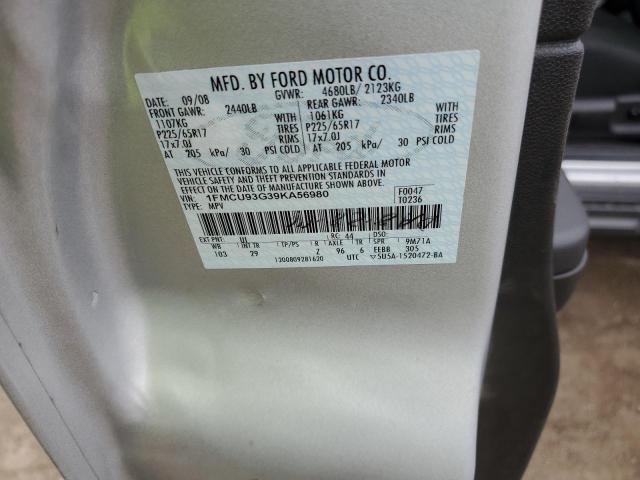 MFD. BY FORD MOTOR CO.
DATE: 09/08 GVWR: 4680LB/ 2123KG
FRONT GAWR: 2440LB REAR GAWR: 2340LB
1107KG WITH 1061KG WITH
P225/65R17 TIRES P225/65R17 TIRES
17x7.0J RIMS 17x7.0J RIMS
AT 205 kPa/ 30 PSI COLD AT 205 kPa/ 30 PSI COLD
THIS VEHICLE CONFORMS TO ALL APPLICABLE FEDERAL MOTOR
VEHICLE SAFETY AND THEFT PREVENTION STANDARDS IN EFFECT ON
THE DATE OF MANUFACTURE SHOWN ABOVE.
VIN: 1FMCU93G39KA56980 F0047
TYPE: MPV T0236
EXT PNT: UI RC: 44 DSO:
WB INT TR TP/PS R AXLE TR SPR 9M71A
103 29 Z 96 6 EEBB 305
1300809281620 UTC 5U5A-1520472-BA